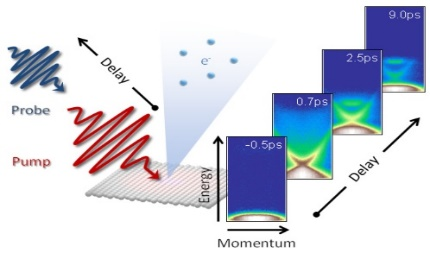 9.0ps
2.5ps
0.7ps
-0.5ps
Delay
e-
Probe
Pump
Energy
Momentum
Delay